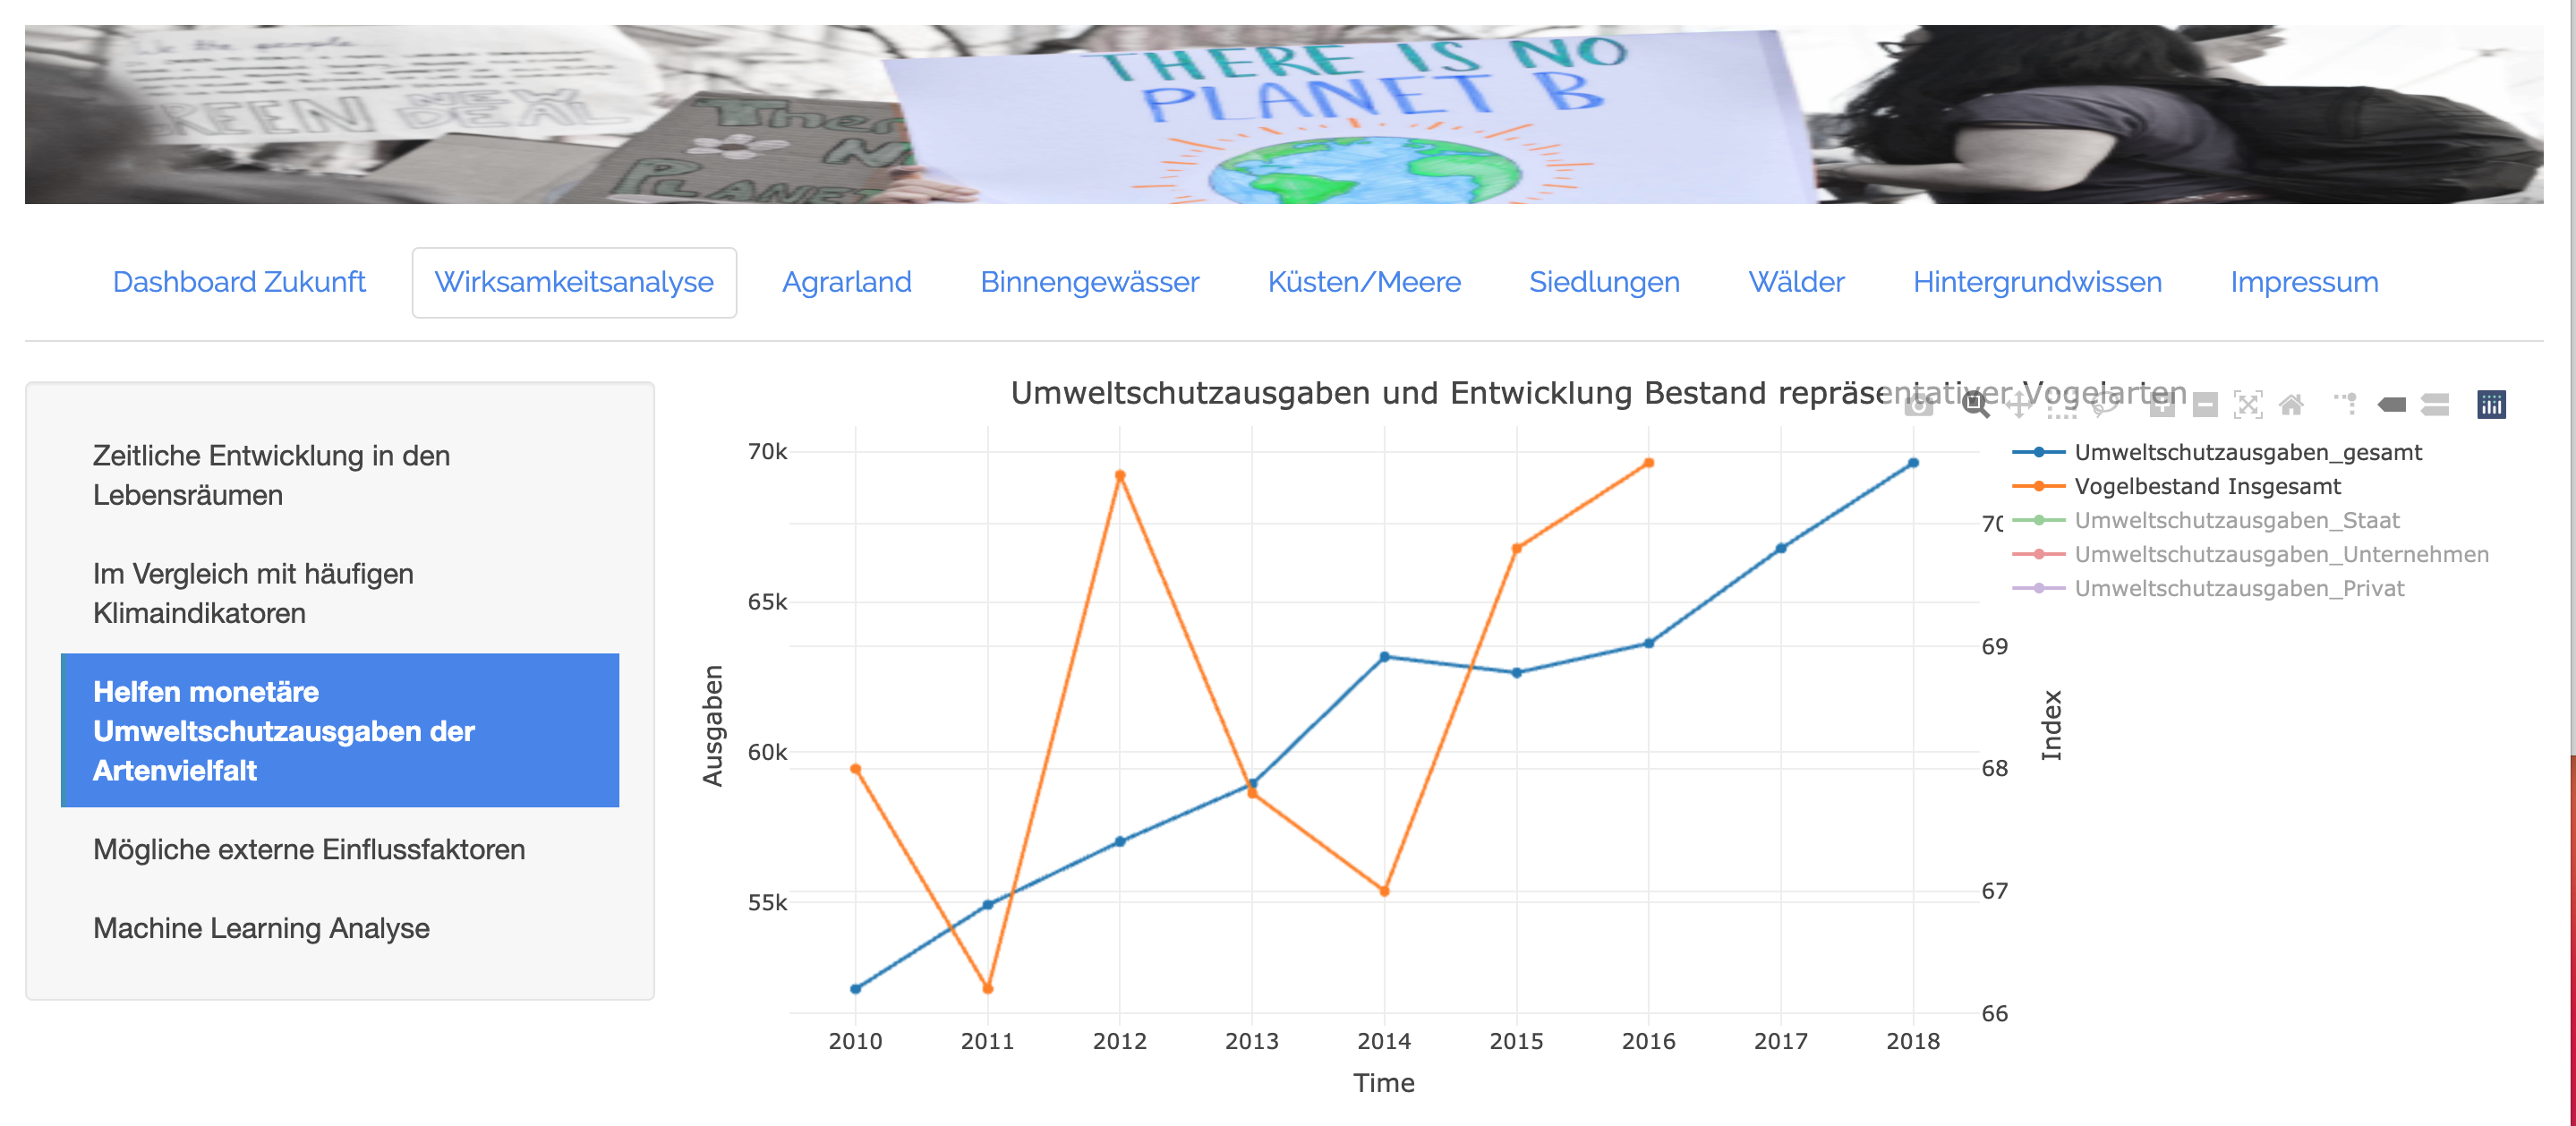 We the people
GREEN NEW
DEAL
There
PLANET
THERE IS NO
PLANET B
Dashboard Zukunft
Wirksamkeitsanalyse
Agrarland
Binnengewässer
Küsten/Meere
Siedlungen
Wälder
Hintergrundwissen
Impressum
Zeitliche Entwicklung in den
Lebensräumen
Im Vergleich mit häufigen
Klimaindikatoren
Helfen monetäre
Umweltschutzausgaben der
Artenvielfalt
Mögliche externe Einflussfaktoren
Machine Learning Analyse
Umweltschutzausgaben und Entwicklung Bestand repräsentativer Vogelarten
70k
65k
60k
55k
Ausgaben
2010
2011
2012
2013
2014
2015
2016
2017
2018
Time
70
69
68
67
66
Index
Umweltschutzausgaben_gesamt
Vogelbestand Insgesamt
Umweltschutzausgaben_Staat
Umweltschutzausgaben_Unternehmen
Umweltschutzausgaben_Privat